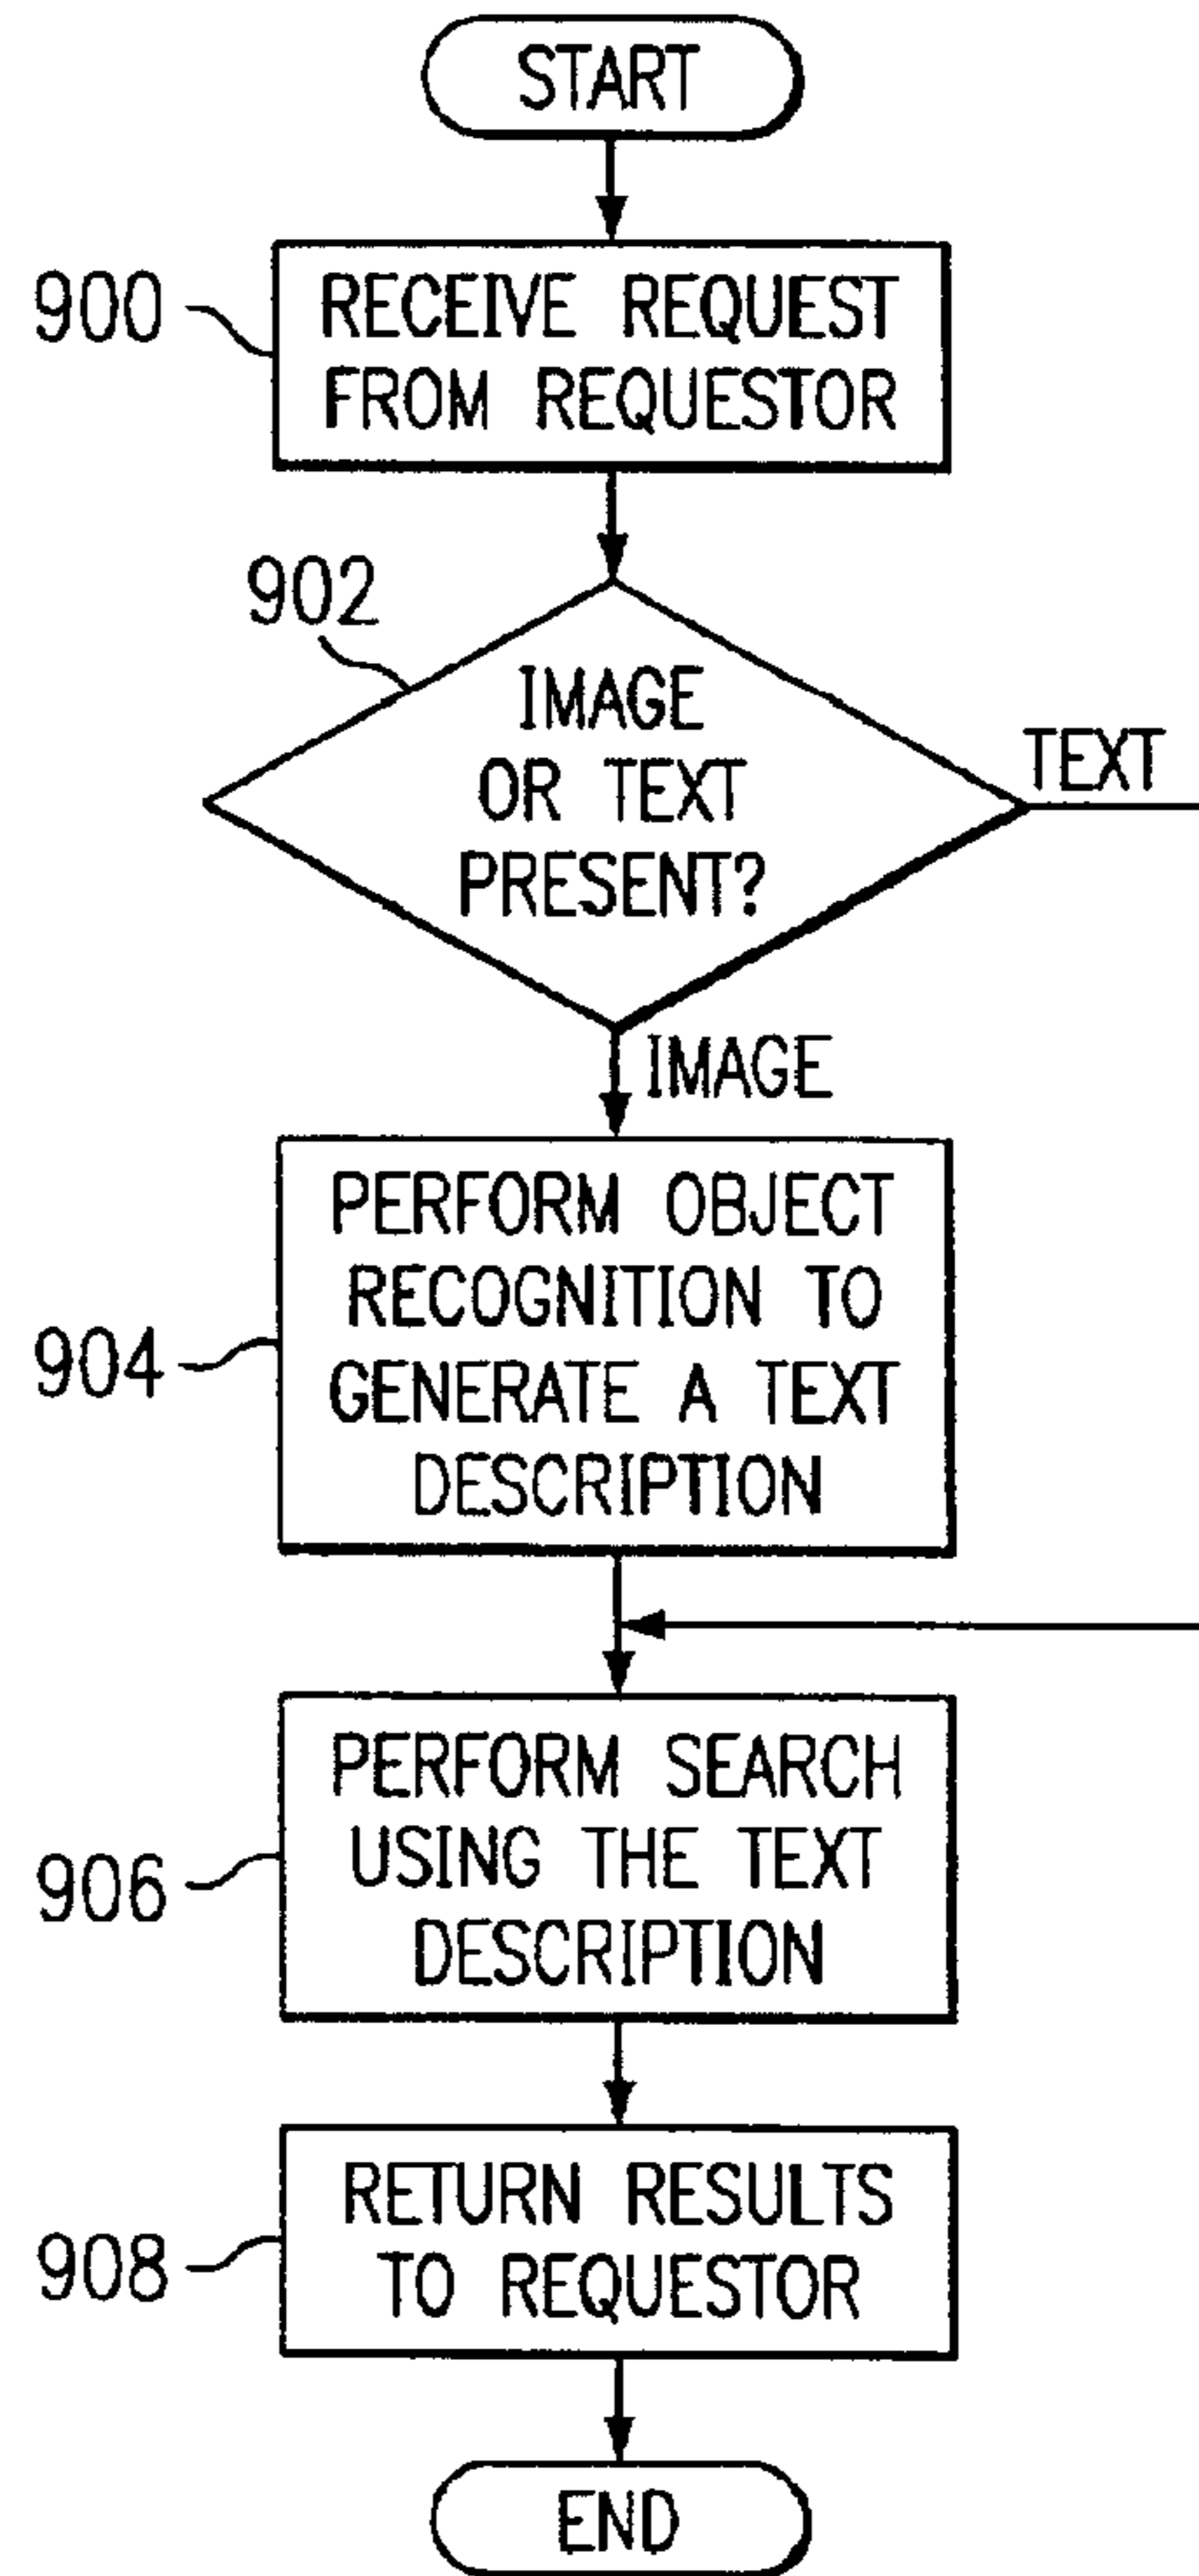 START
900
RECEIVE REQUEST
FROM REQUESTOR
902
IMAGE
OR TEXT
PRESENT?
TEXT
IMAGE
904
PERFORM OBJECT
RECOGNITION TO
GENERATE A TEXT
DESCRIPTION
906
PERFORM SEARCH
USING THE TEXT
DESCRIPTION
908
RETURN RESULTS
TO REQUESTOR
END